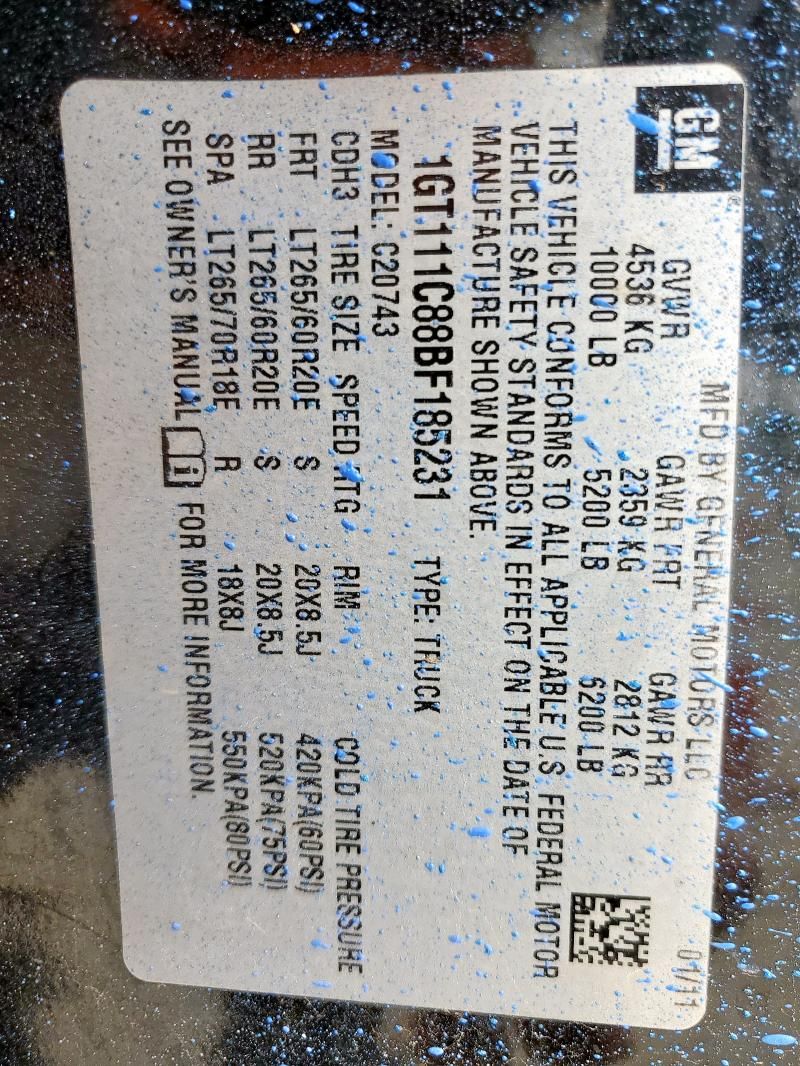 GM
MFD BY GENERAL MOTORS LLC 01/11
GVWR GAWR FRT GAWR RR
4536 KG 2359 KG 2812 KG
10000 LB 5200 LB 6200 LB
THIS VEHICLE CONFORMS TO ALL APPLICABLE U.S. FEDERAL MOTOR
VEHICLE SAFETY STANDARDS IN EFFECT ON THE DATE OF
MANUFACTURE SHOWN ABOVE.
1GT111C88BF185231 TYPE: TRUCK
MODEL: C20743
CDH3 TIRE SIZE SPEED RTG RIM COLD TIRE PRESSURE
FRT LT265/60R20E S 20X8.5J 420KPA(60PSI)
RR LT265/60R20E S 20X8.5J 520KPA(75PSI)
SPA LT265/70R18E R 18X8J 550KPA(80PSI)
SEE OWNER'S MANUAL FOR MORE INFORMATION.